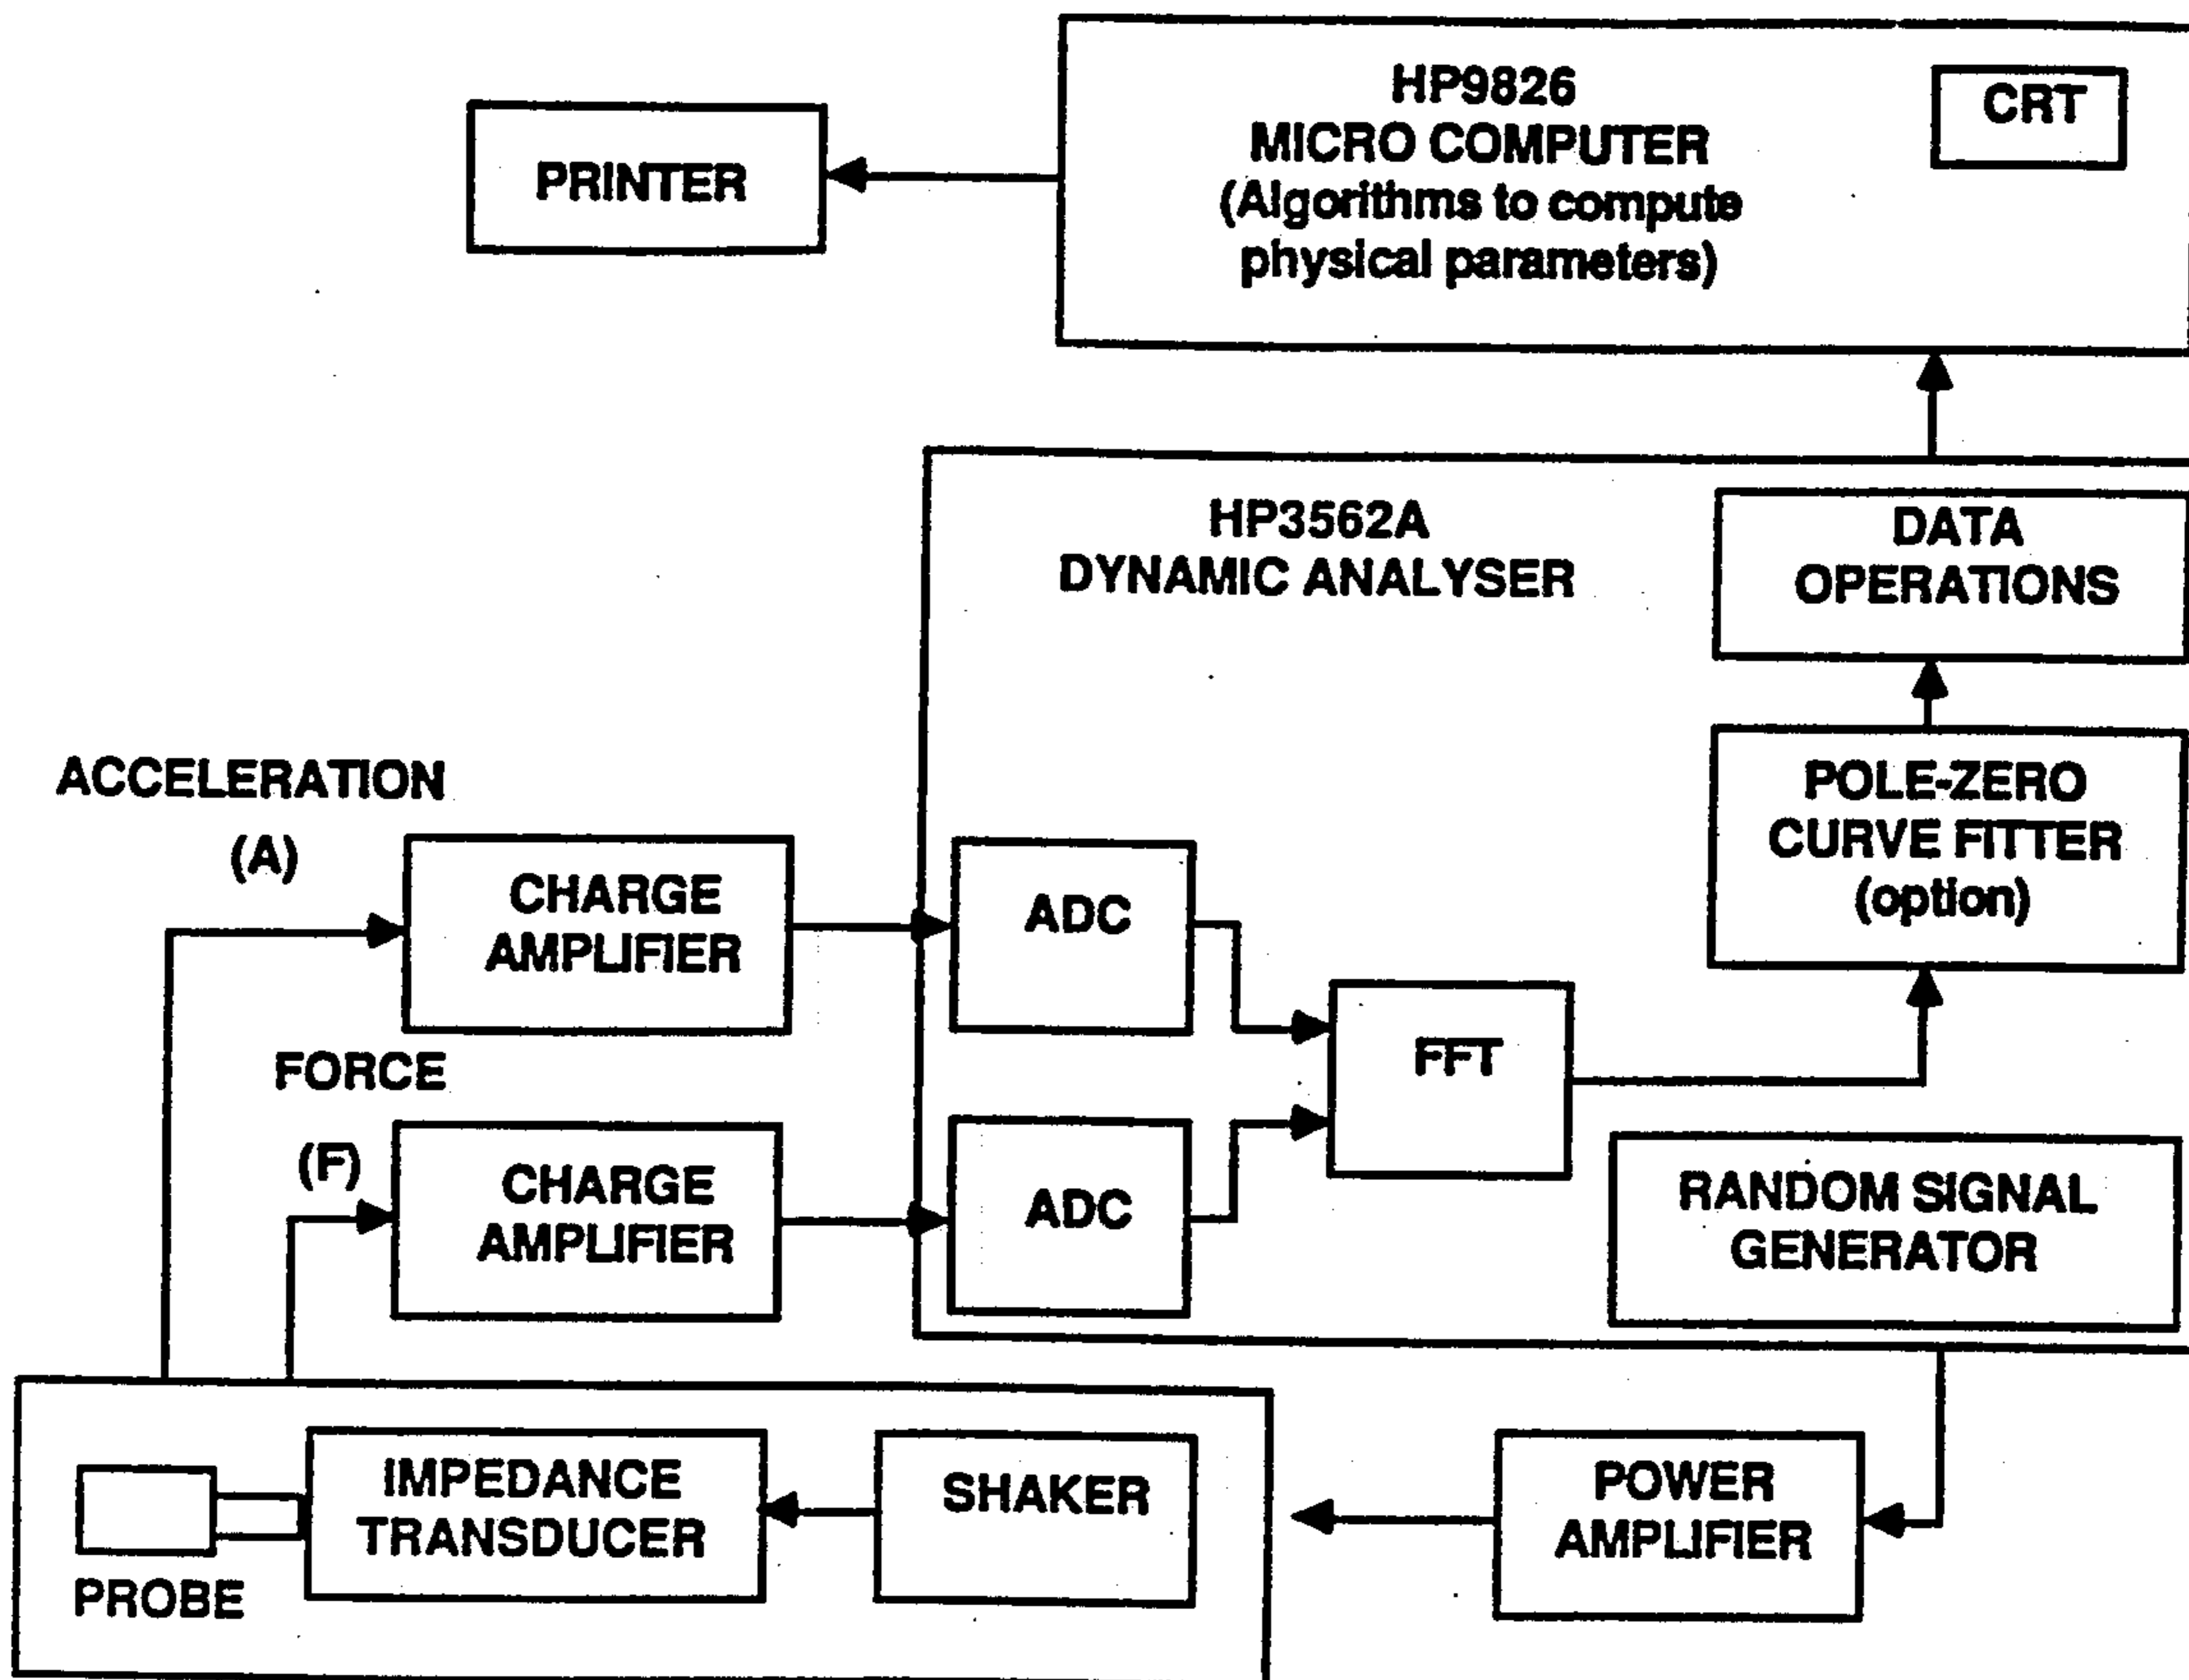 HP9826
MICRO COMPUTER
(Algorithms to compute
physical parameters)
CRT
PRINTER
HP3562A
DYNAMIC ANALYSER
DATA
OPERATIONS
POLE-ZERO
CURVE FITTER
(option)
ACCELERATION
(A)
CHARGE
AMPLIFIER
ADC
FFT
FORCE
(F)
CHARGE
AMPLIFIER
ADC
RANDOM SIGNAL
GENERATOR
IMPEDANCE
TRANSDUCER
SHAKER
POWER
AMPLIFIER
PROBE